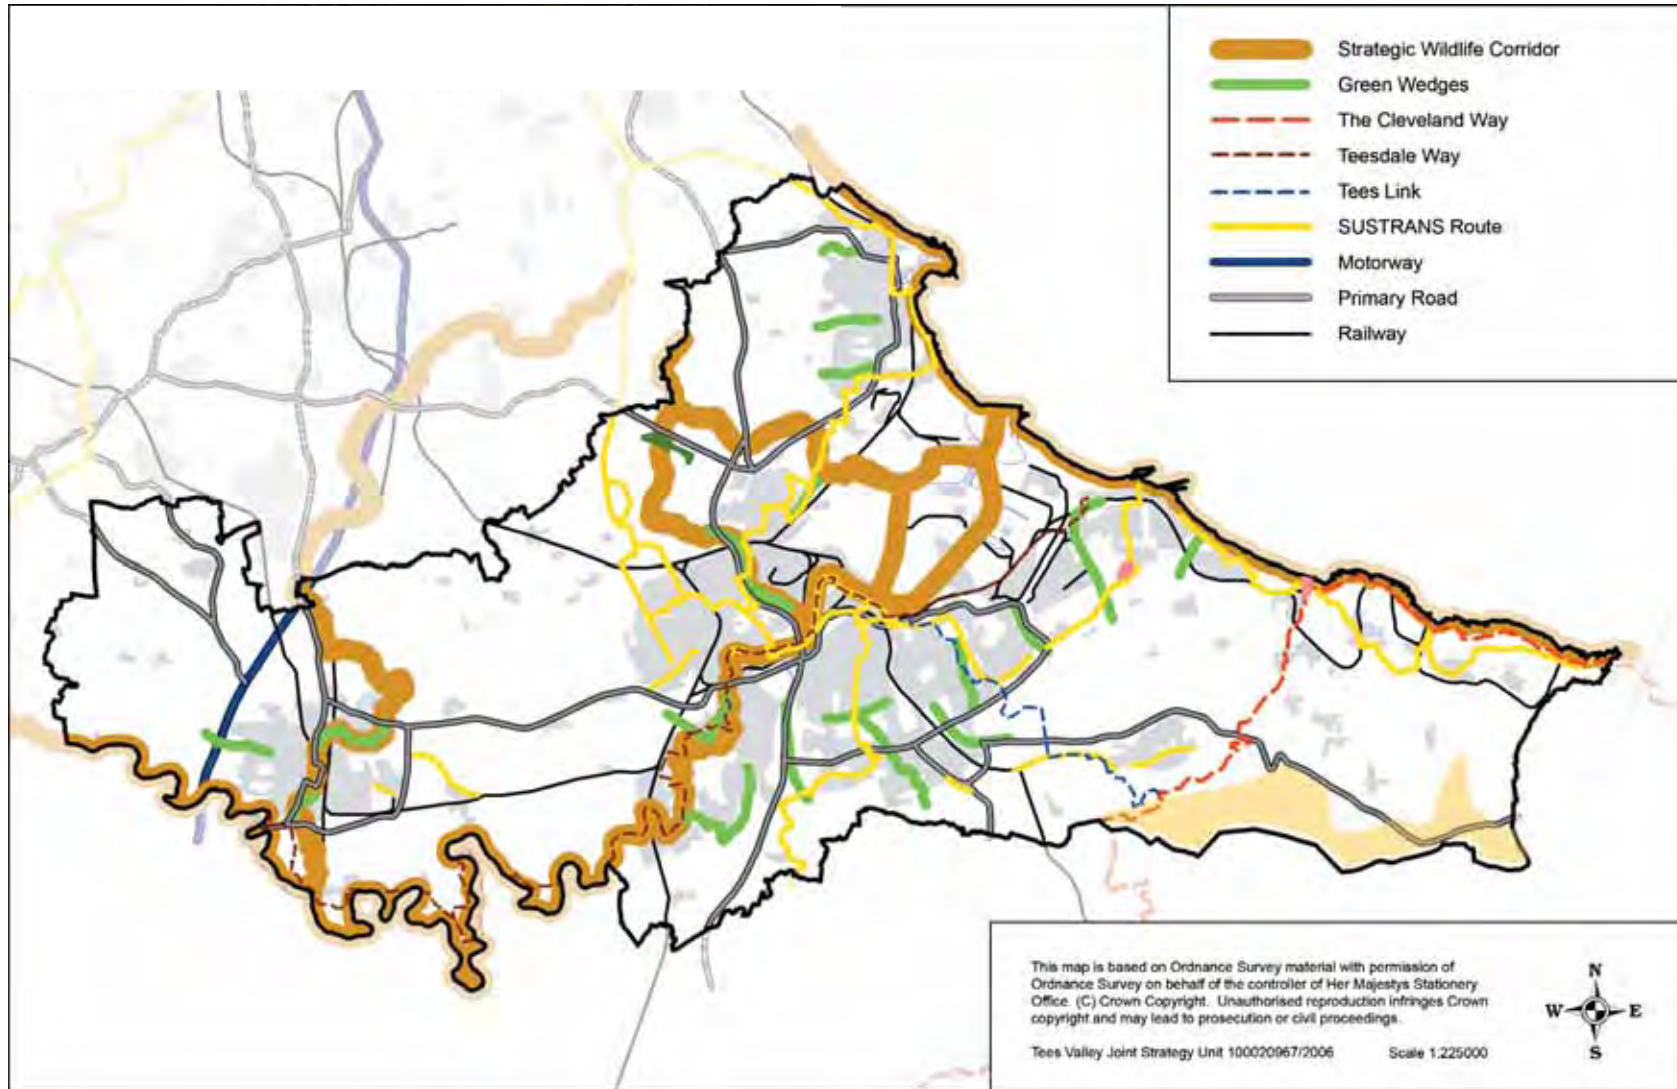 Strategic Wildlife Corridor
Green Wedges
The Cleveland Way
Teesdale Way
Tees Link
SUSTRANS Route
Motorway
Primary Road
Railway
This map is based on Ordnance Survey material with permission of
Ordnance Survey on behalf of the controller of Her Majestys Stationery
Office. (C) Crown Copyright. Unauthorised reproduction infringes Crown
copyright and may lead to prosecution or civil proceedings.
Tees Valley Joint Strategy Unit 100020967/2006 Scale 1:225000
N
W E
S